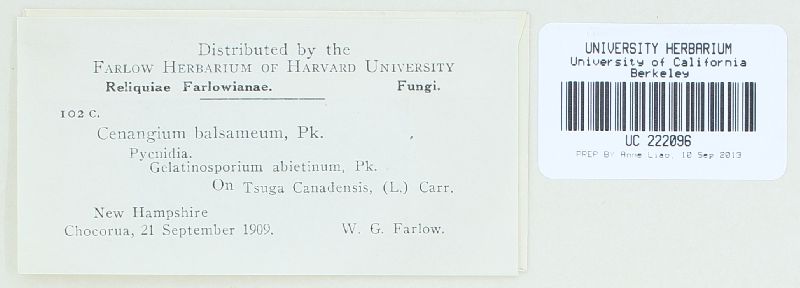 Distributed by the
FARLOW HERBARIUM OF HARVARD UNIVERSITY
Reliquiae Farlowianae. Fungi.
102 C.
Cenangium balsameum, Pk.
Pycnidia.
Gelatinosporium abietinum, Pk.
On Tsuga Canadensis, (L.) Carr.
New Hampshire
Chocorua, 21 September 1909. W. G. Farlow.
UNIVERSITY HERBARIUM
University of California
Berkeley
UC 222096
PREP BY Anne Liao, 10 Sep 2013